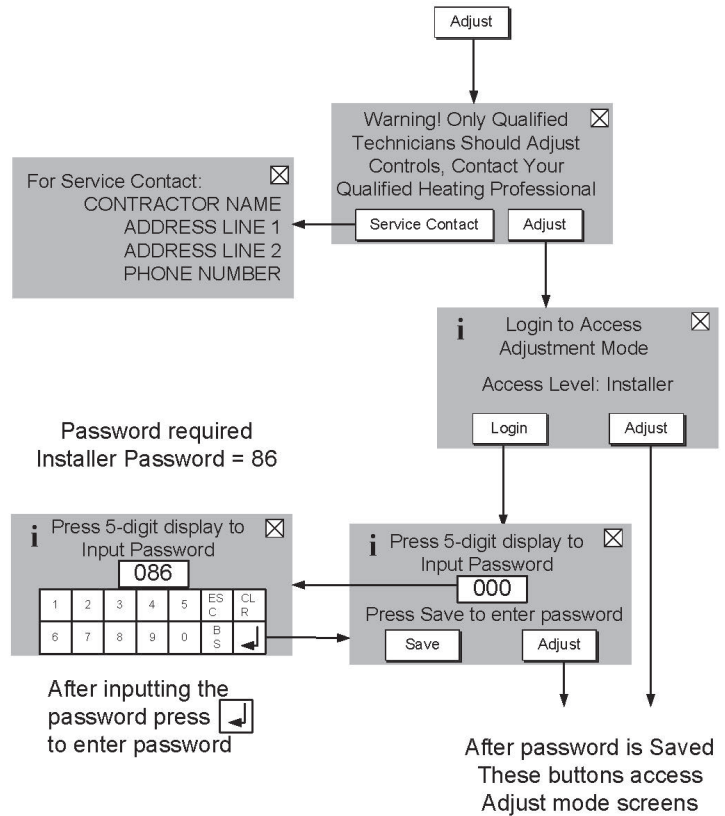 Adjust
Warning! Only Qualified
Technicians Should Adjust
Controls, Contact Your
Qualified Heating Professional
Service Contact
Adjust
For Service Contact:
CONTRACTOR NAME
ADDRESS LINE 1
ADDRESS LINE 2
PHONE NUMBER
i Login to Access
Adjustment Mode
Access Level: Installer
Login
Adjust
Password required
Installer Password = 86
i Press 5-digit display to
Input Password
086
1 2 3 4 5 ES
C CL
R
6 7 8 9 0 B
S
i Press 5-digit display to
Input Password
000
Press Save to enter password
Save
Adjust
After inputting the
password press
to enter password
After password is Saved
These buttons access
Adjust mode screens